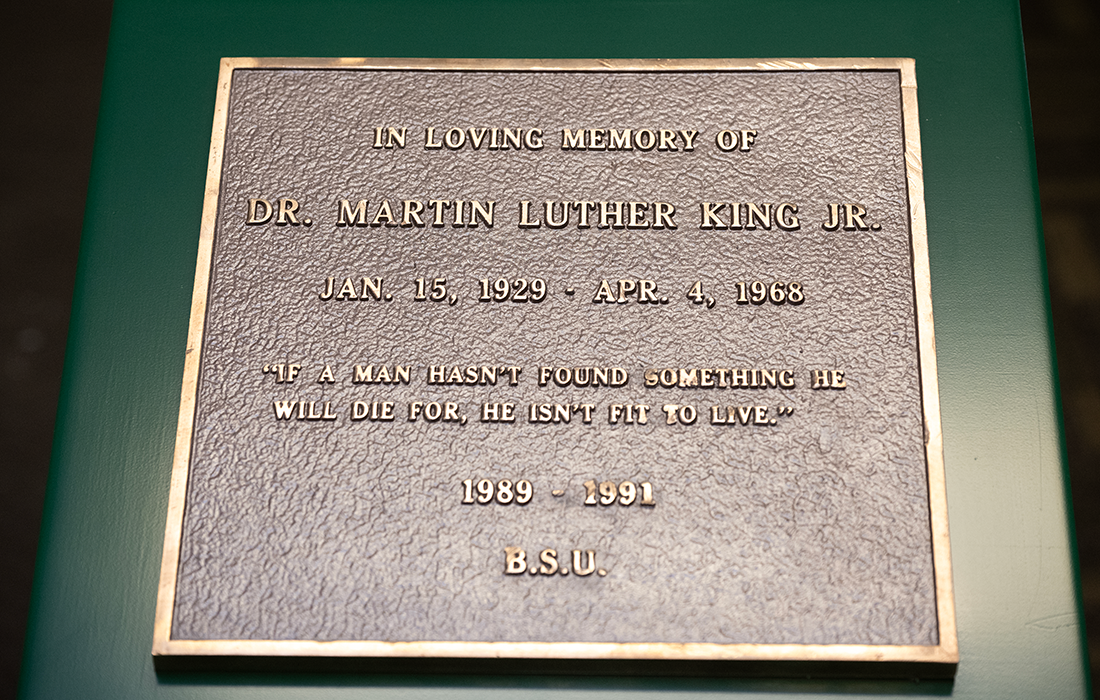 IN LOVING MEMORY OF
DR. MARTIN LUTHER KING JR.
JAN. 15, 1929 - APR. 4, 1968
“IF A MAN HASN’T FOUND SOMETHING HE
WILL DIE FOR, HE ISN’T FIT TO LIVE.”
1989 - 1991
B.S.U.